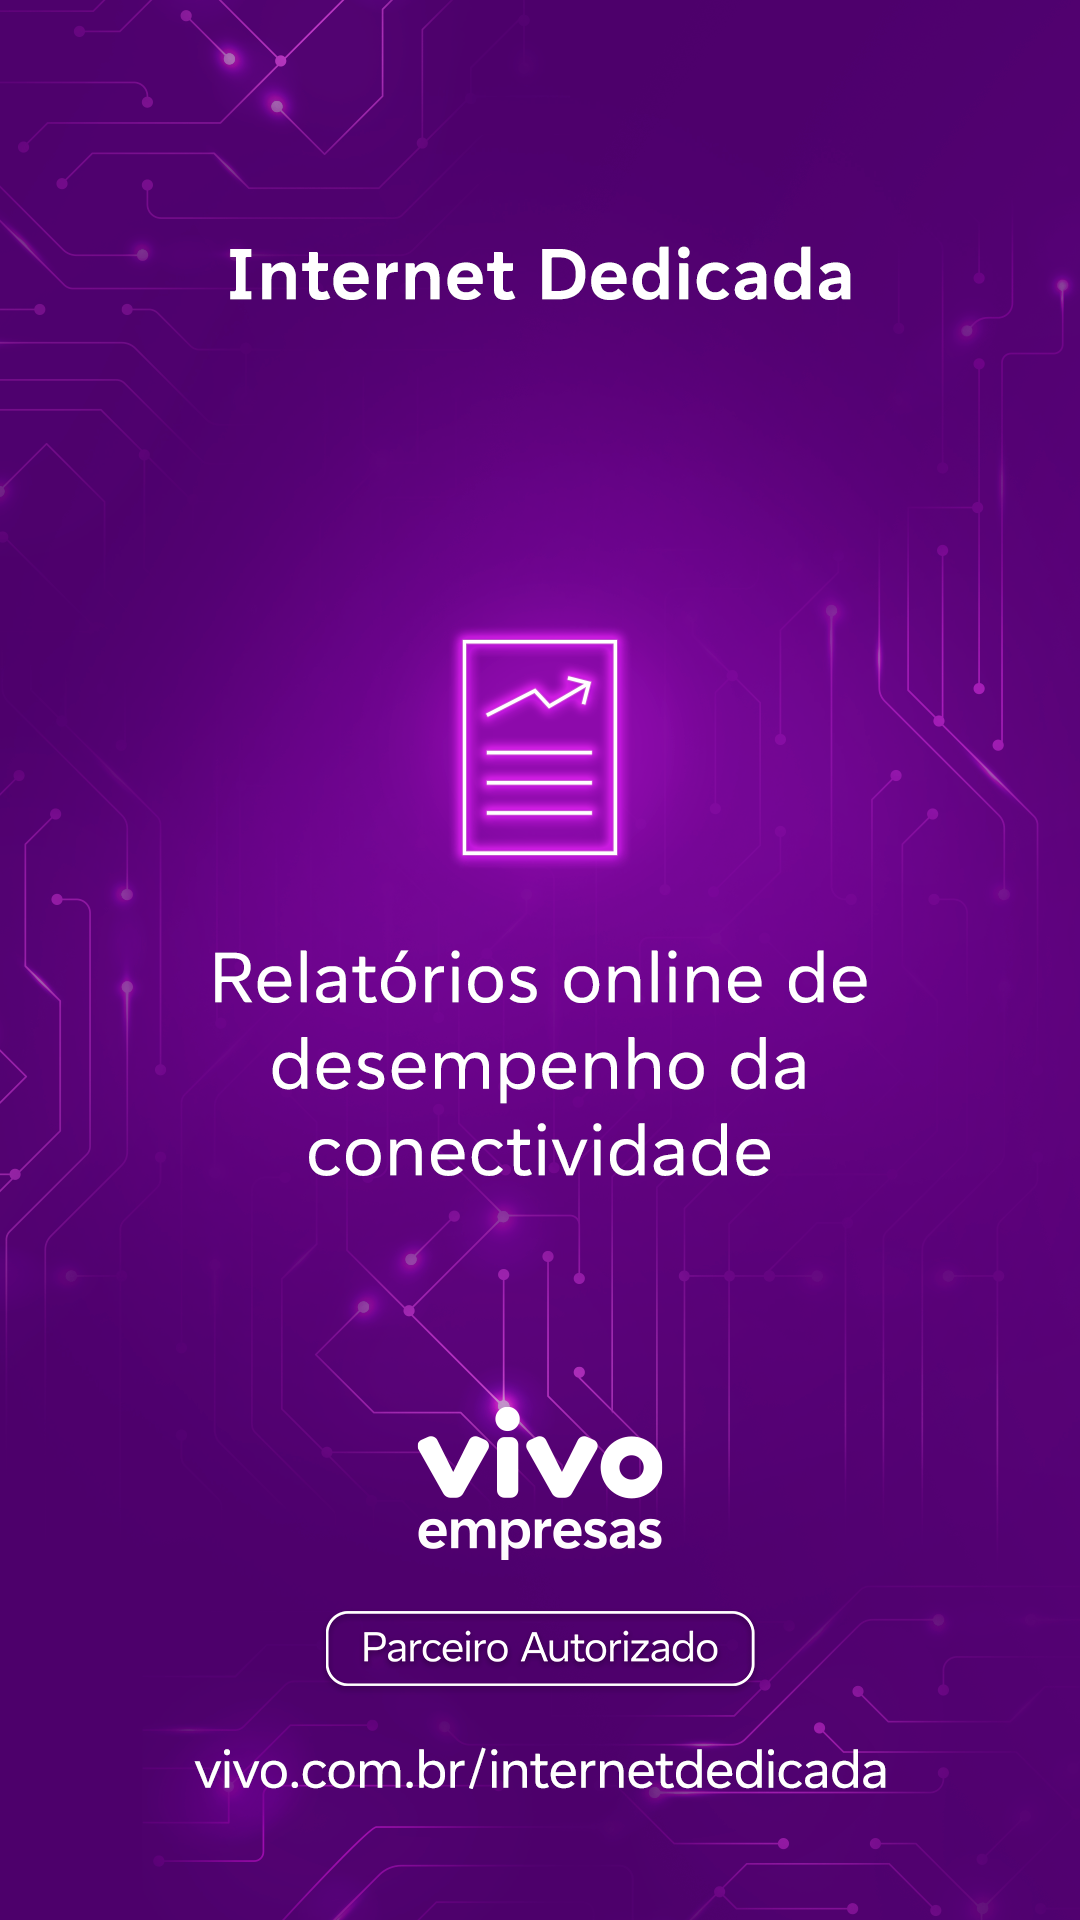 Internet Dedicada
Relatórios online de
desempenho da
conectividade
vivo
empresas
Parceiro Autorizado
vivo.com.br/internetdedicada